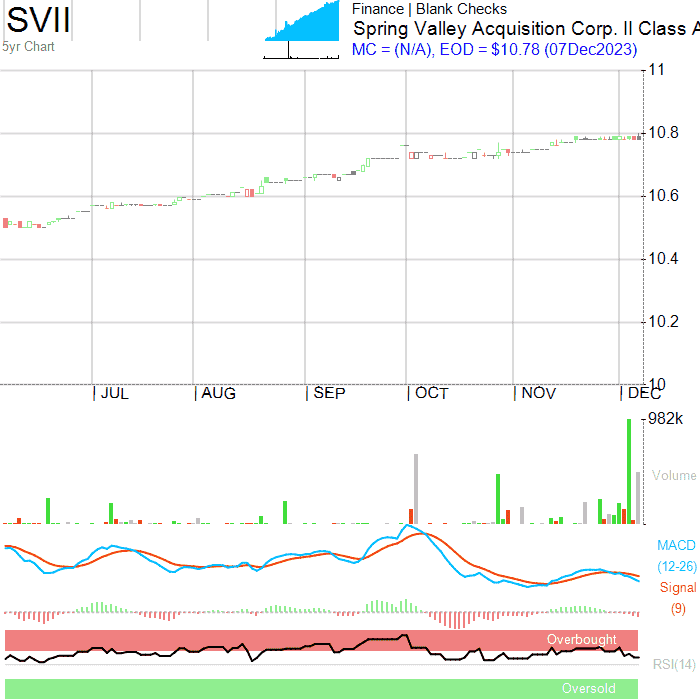 SVII
5yr Chart
Finance | Blank Checks
Spring Valley Acquisition Corp. II Class A
MC = (N/A), EOD = $10.78 (07Dec2023)
11
10.8
10.6
10.4
10.2
10
JUL
AUG
SEP
OCT
NOV
DEC
982k
Volume
MACD
(12-26)
Signal
(9)
Overbought
RSI(14)
Oversold